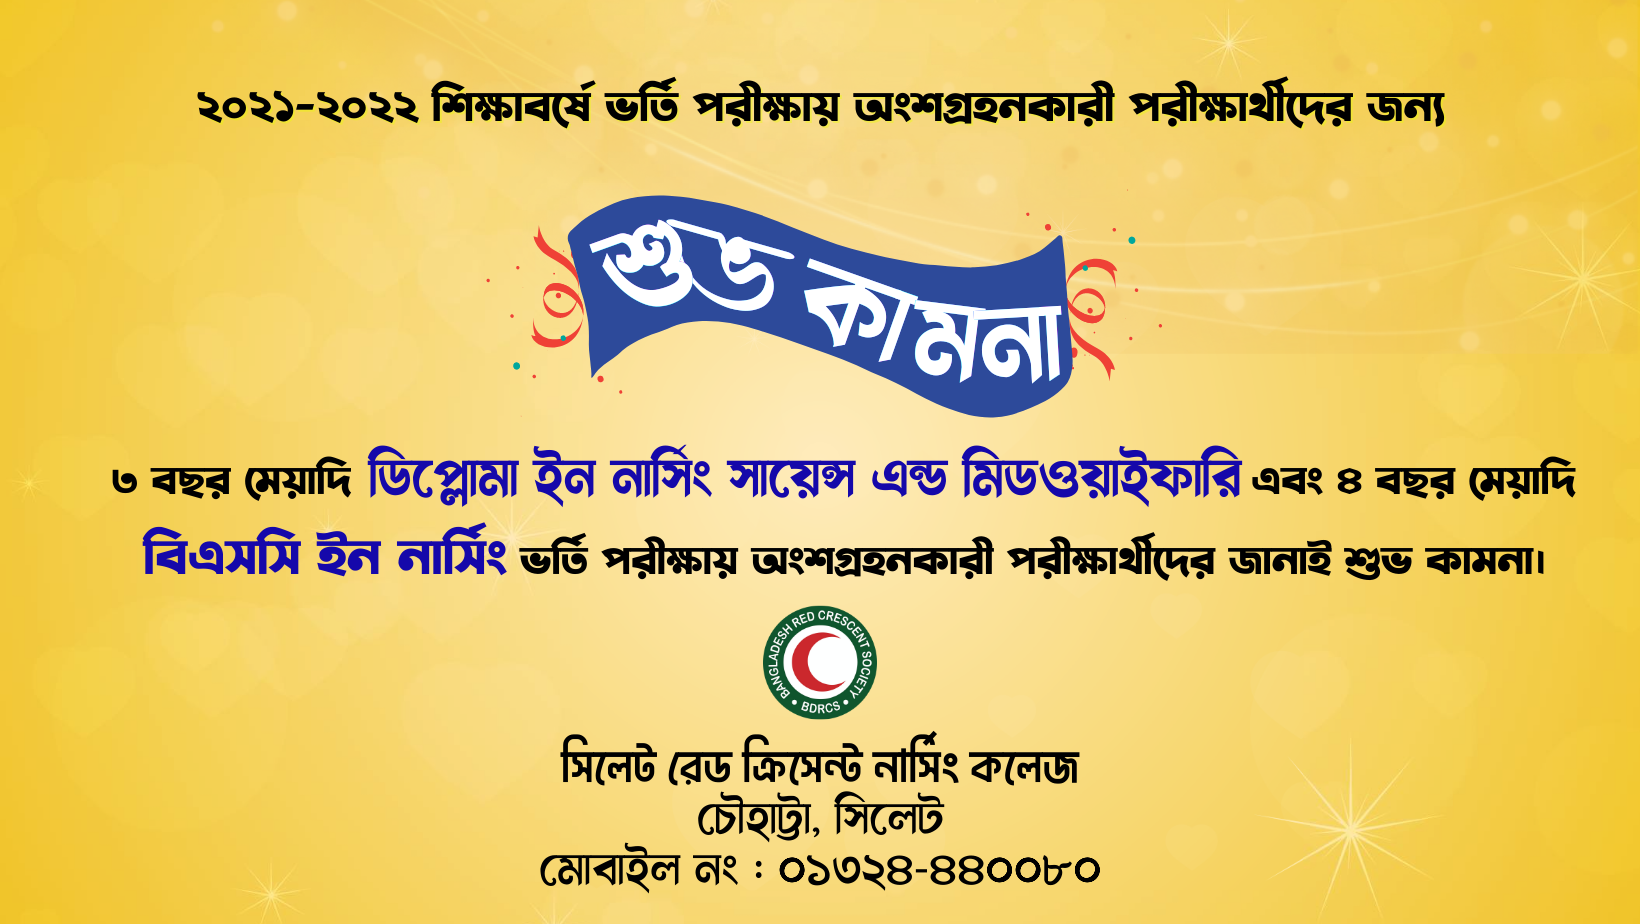 ২০২১-২০২২ শিক্ষাবর্ষে ভর্তি পরীক্ষায় অংশগ্রহনকারী পরীক্ষার্থীদের জন্য
শুভ কামনা
৩ বছর মেয়াদি ডিপ্লোমা ইন নার্সিং সায়েন্স এন্ড মিডওয়াইফারি এবং ৪ বছর মেয়াদি
বিএসসি ইন নার্সিং ভর্তি পরীক্ষায় অংশগ্রহনকারী পরীক্ষার্থীদের জানাই শুভ কামনা।
BANGLADESH RED CRESCENT SOCIETY
• BDRCS •
সিলেট রেড ক্রিসেন্ট নার্সিং কলেজ
চৌহাট্টা, সিলেট
মোবাইল নং : ০১৩২৪-৪৪০০৮০